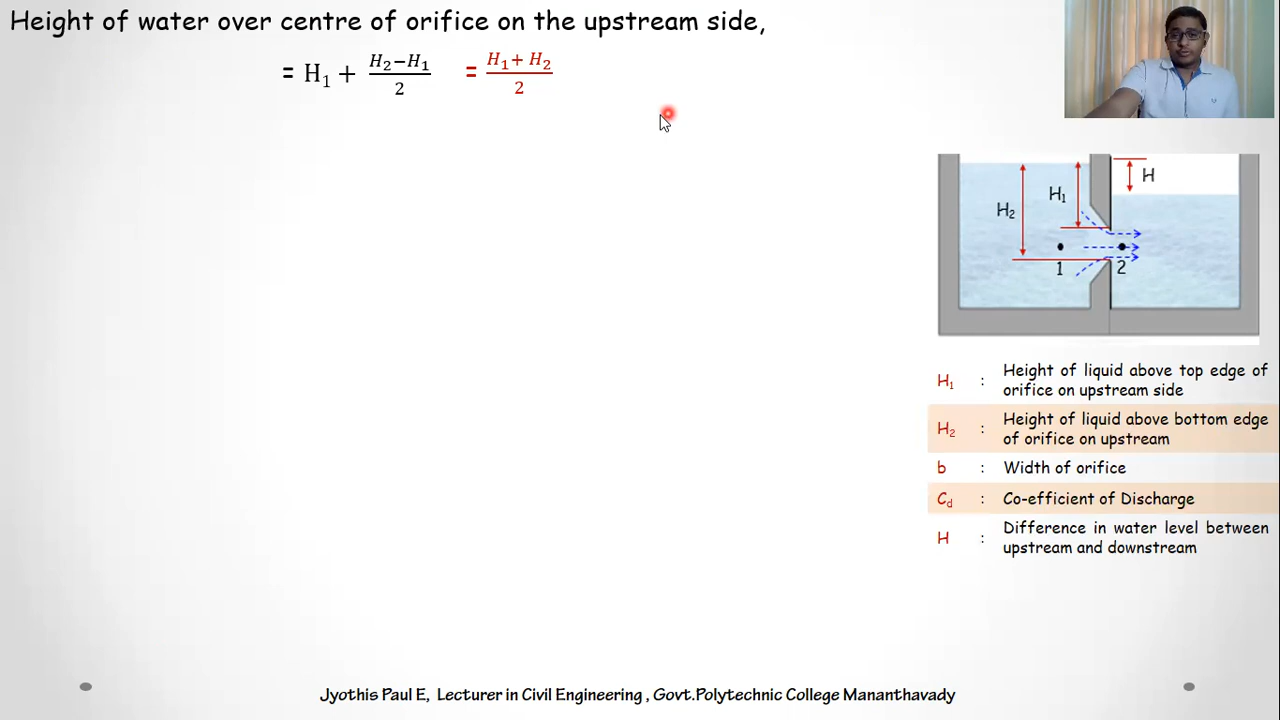 Height of water over centre of orifice on the upstream side,
= H₁ + (H₂−H₁)/2 = (H₁+ H₂)/2
H
H₁
H₂
1 2
H₁ : Height of liquid above top edge of
orifice on upstream side
H₂ : Height of liquid above bottom edge
of orifice on upstream
b : Width of orifice
C_d : Co-efficient of Discharge
H : Difference in water level between
upstream and downstream
Jyothis Paul E, Lecturer in Civil Engineering , Govt.Polytechnic College Mananthavady